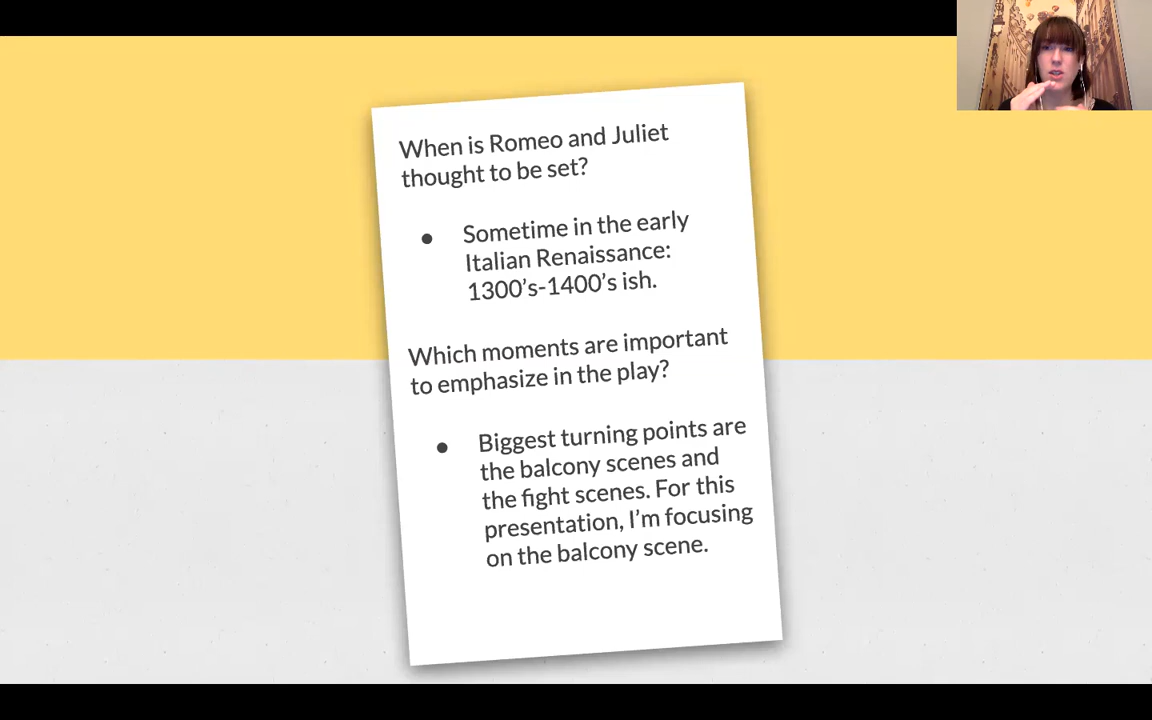 When is Romeo and Juliet
thought to be set?
● Sometime in the early
Italian Renaissance:
1300’s-1400’s ish.
Which moments are important
to emphasize in the play?
● Biggest turning points are
the balcony scenes and
the fight scenes. For this
presentation, I’m focusing
on the balcony scene.